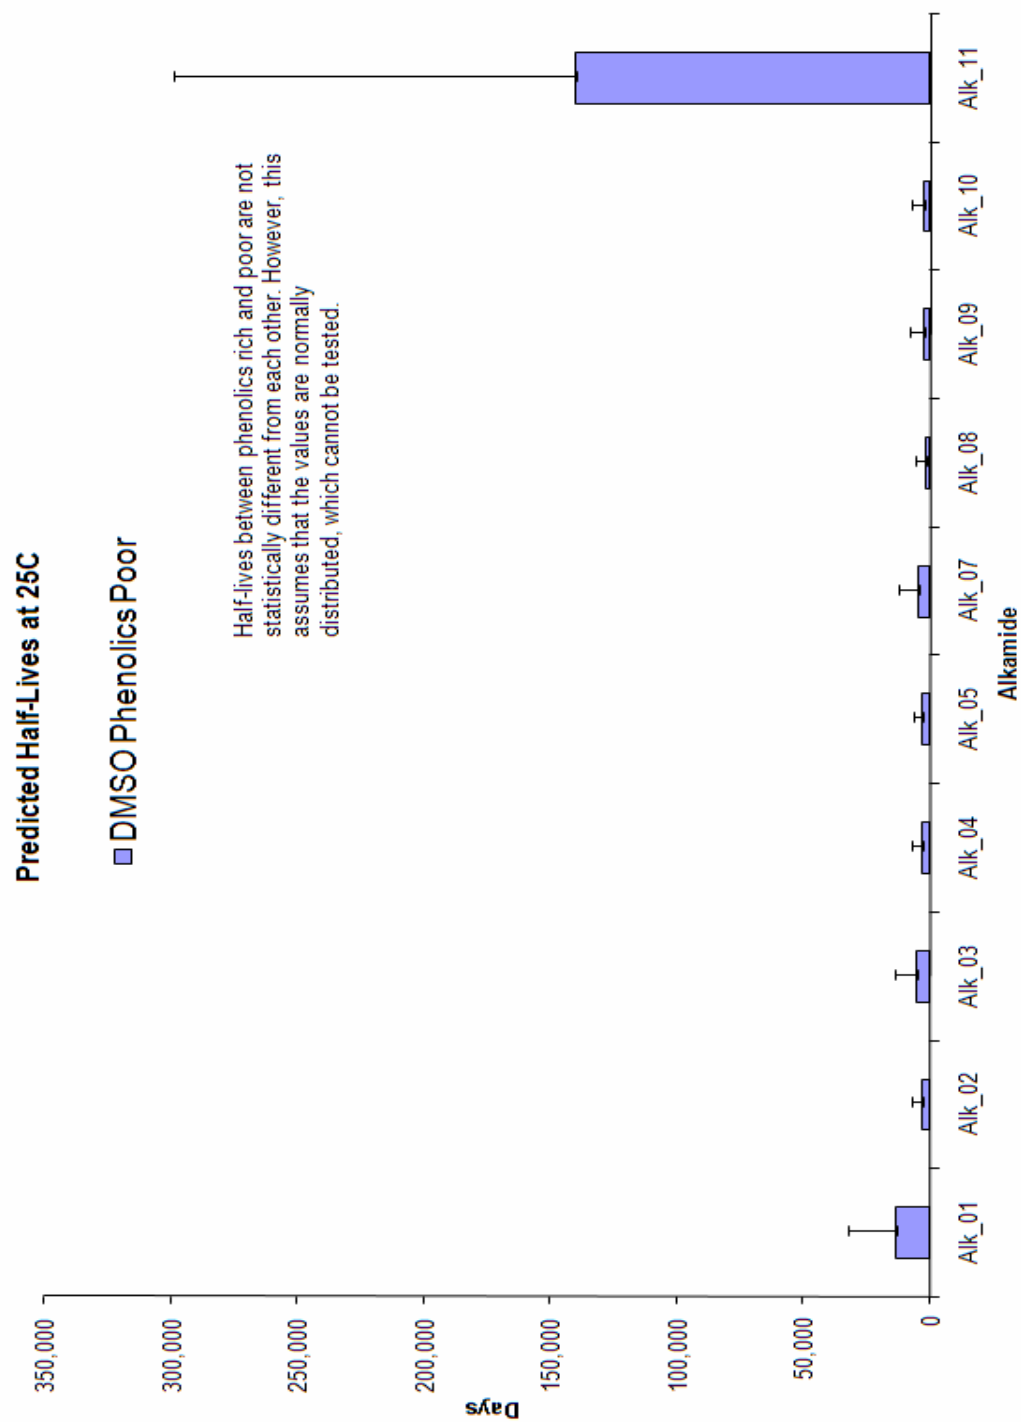 Predicted Half-Lives at 25C
DMSO Phenolics Poor
Half-lives between phenolics rich and poor are not
statistically different from each other. However, this
assumes that the values are normally
distributed, which cannot be tested.
350,000
300,000
250,000
200,000
150,000
100,000
50,000
0
Days
Alk_01
Alk_02
Alk_03
Alk_04
Alk_05
Alk_07
Alk_08
Alk_09
Alk_10
Alk_11
Alkamide